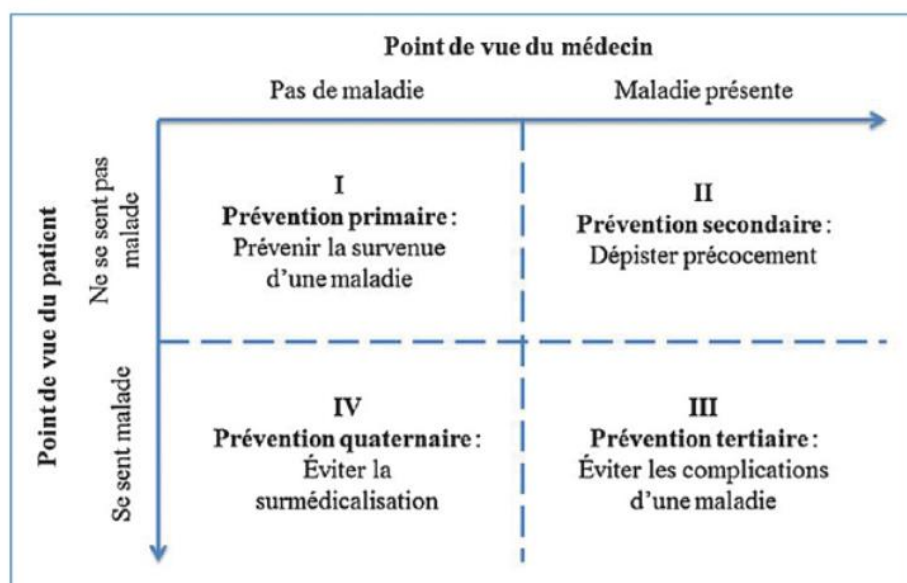 Point de vue du médecin
Pas de maladie
Maladie présente
Point de vue du patient
Ne se sent pas
malade
I
Prévention primaire :
Prévenir la survenue
d'une maladie
II
Prévention secondaire :
Dépister précocement
Se sent malade
IV
Prévention quaternaire :
Éviter la
surmédicalisation
III
Prévention tertiaire :
Éviter les complications
d'une maladie